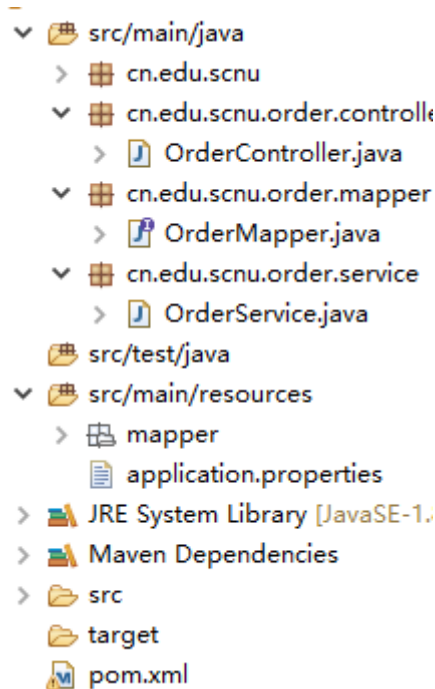 src/main/java
cn.edu.scnu
cn.edu.scnu.order.controlle
OrderController.java
cn.edu.scnu.order.mapper
OrderMapper.java
cn.edu.scnu.order.service
OrderService.java
src/test/java
src/main/resources
mapper
application.properties
JRE System Library [JavaSE-1.
Maven Dependencies
src
target
pom.xml